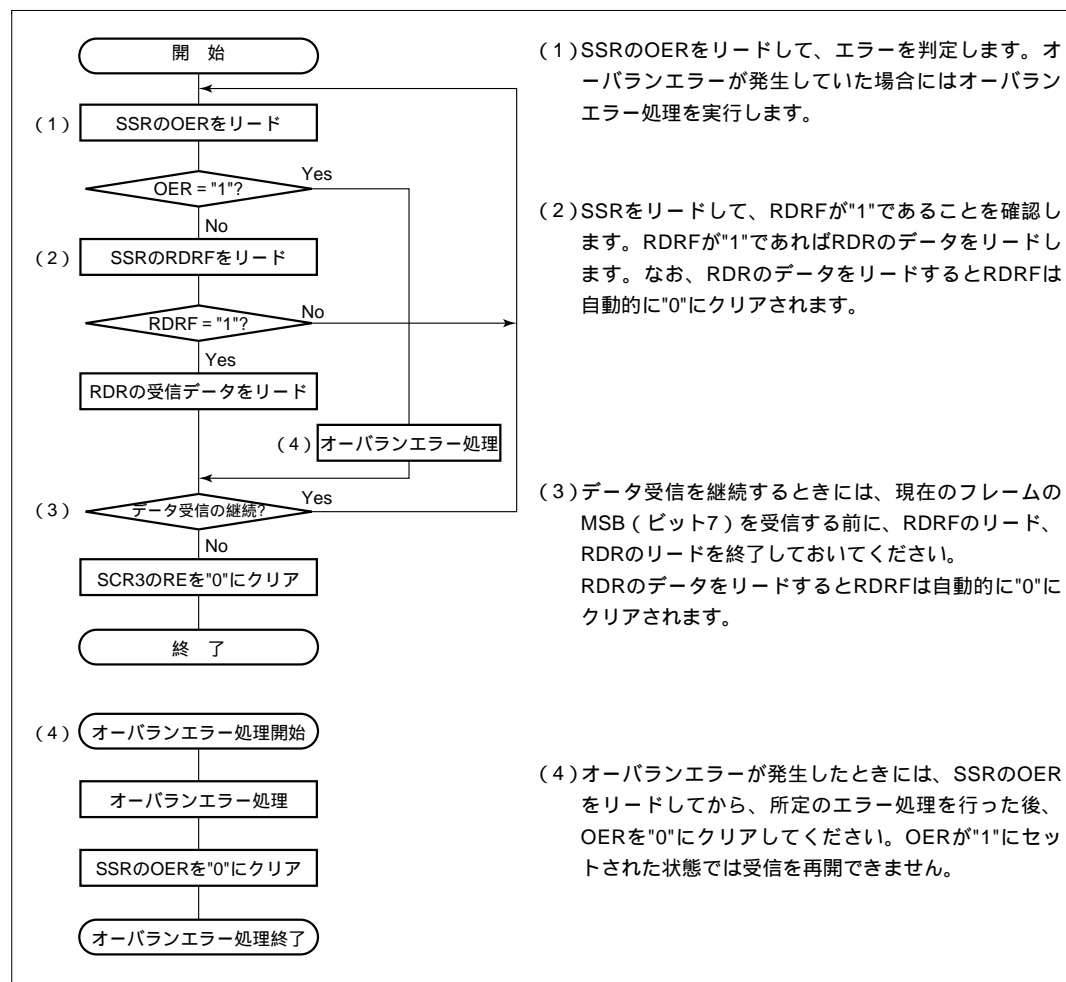 開 始
(1) SSRのOERをリード
OER = "1"?
Yes
No
(2) SSRのRDRFをリード
RDRF = "1"?
No
Yes
RDRの受信データをリード
(4) オーバランエラー処理
(3) データ受信の継続?
Yes
No
SCR3のREを"0"にクリア
終 了
(4) オーバランエラー処理開始
オーバランエラー処理
SSRのOERを"0"にクリア
オーバランエラー処理終了
(1)SSRのOERをリードして、エラーを判定します。オ
ーバランエラーが発生していた場合にはオーバラン
エラー処理を実行します。
(2)SSRをリードして、RDRFが"1"であることを確認し
ます。RDRFが"1"であればRDRのデータをリードし
ます。なお、RDRのデータをリードするとRDRFは
自動的に"0"にクリアされます。
(3)データ受信を継続するときには、現在のフレームの
MSB(ビット7)を受信する前に、RDRFのリード、
RDRのリードを終了しておいてください。
RDRのデータをリードするとRDRFは自動的に"0"に
クリアされます。
(4)オーバランエラーが発生したときには、SSRのOER
をリードしてから、所定のエラー処理を行った後、
OERを"0"にクリアしてください。OERが"1"にセッ
トされた状態では受信を再開できません。